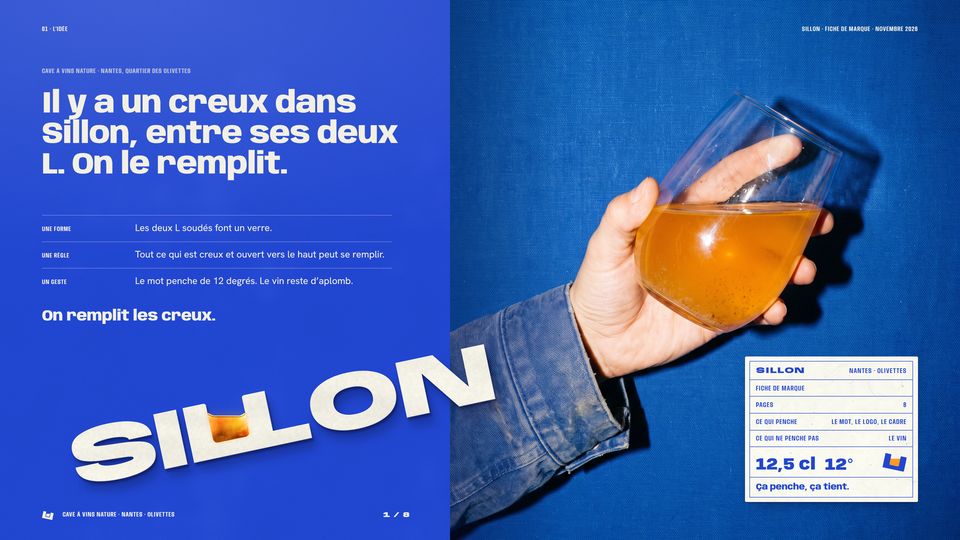 01 · L'IDÉE
SILLON · FICHE DE MARQUE · NOVEMBRE 2026
CAVE À VINS NATURE · NANTES, QUARTIER DES OLIVETTES
Il y a un creux dans
Sillon, entre ses deux
L. On le remplit.
UNE FORME Les deux L soudés font un verre.
UNE RÈGLE Tout ce qui est creux et ouvert vers le haut peut se remplir.
UN GESTE Le mot penche de 12 degrés. Le vin reste d'aplomb.
On remplit les creux.
SILLON
CAVE À VINS NATURE · NANTES · OLIVETTES
1 / 8
SILLON NANTES · OLIVETTES
FICHE DE MARQUE
PAGES 8
CE QUI PENCHE LE MOT, LE LOGO, LE CADRE
CE QUI NE PENCHE PAS LE VIN
12,5 cl 12°
Ça penche, ça tient.